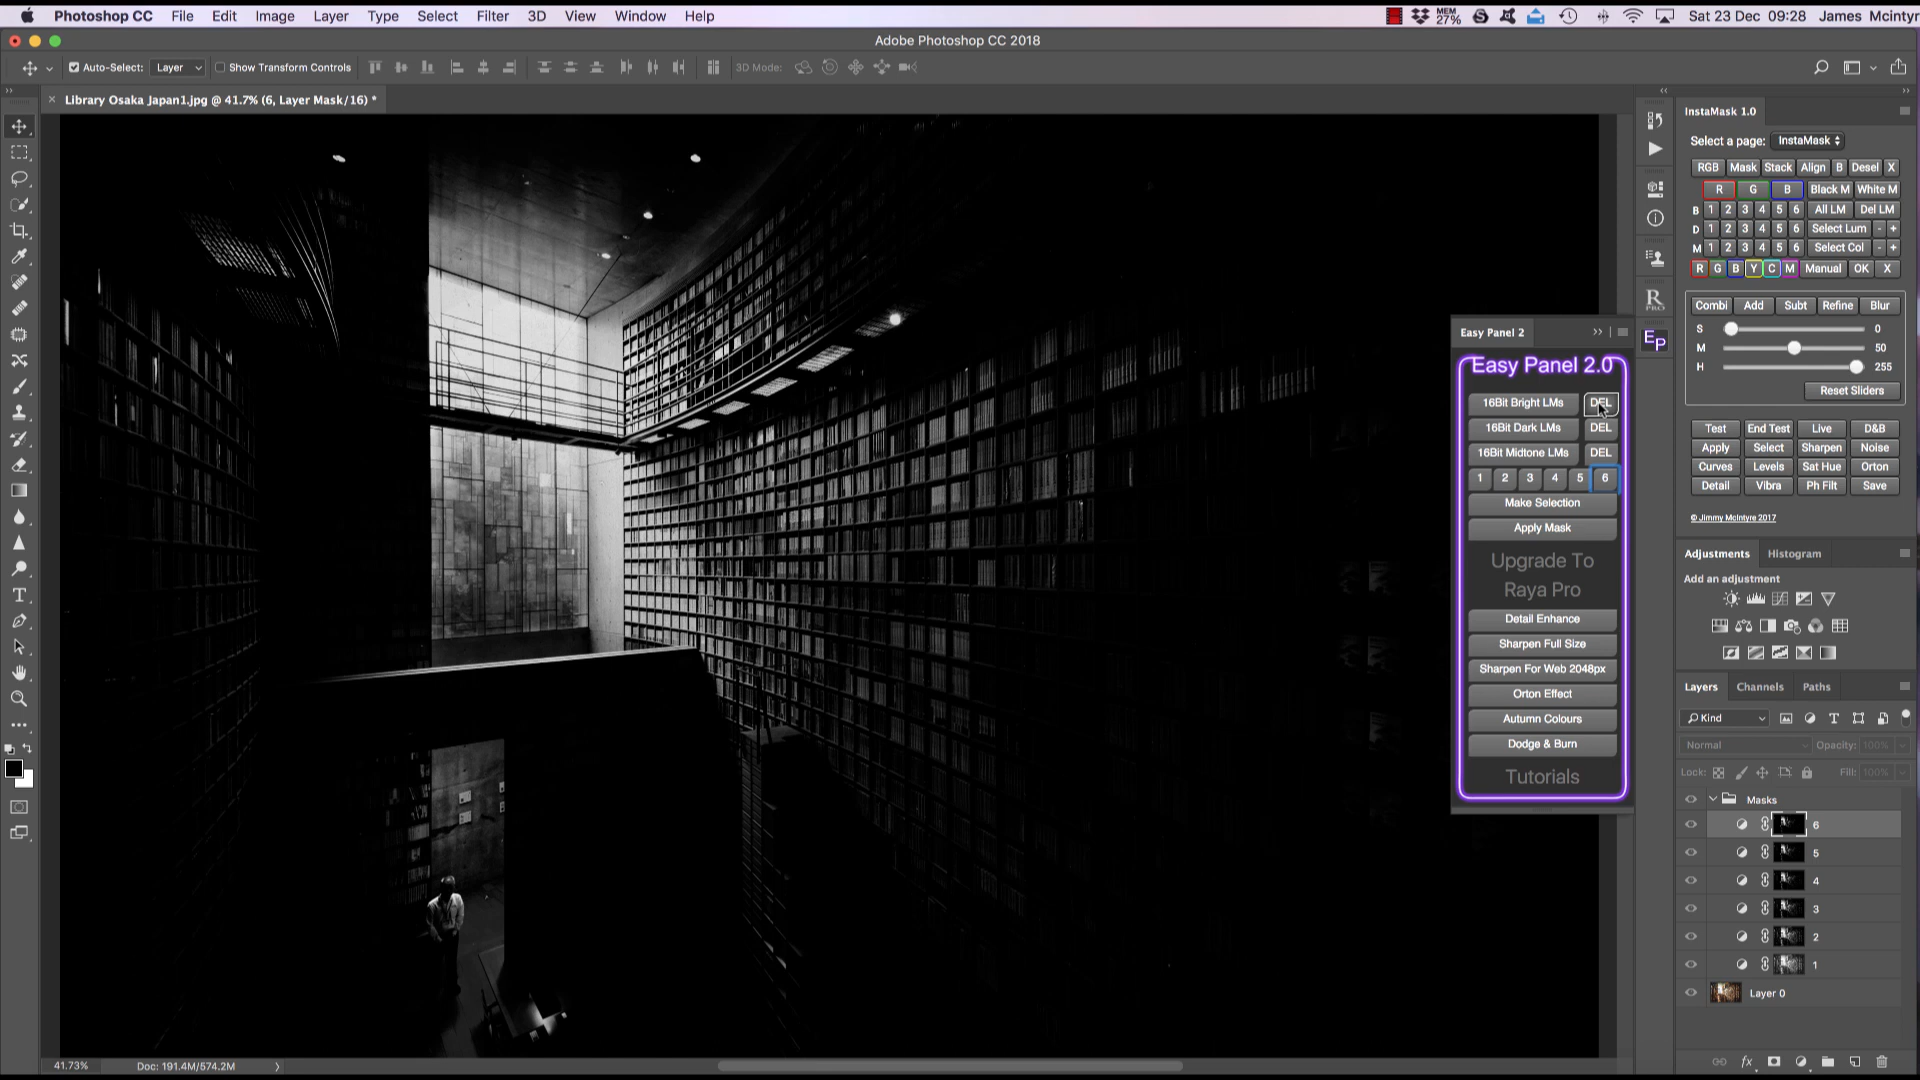 Photoshop CC File Edit Image Layer Type Select Filter 3D View Window Help MEM 27% Sat 23 Dec 09:28 James Mcintyr
Adobe Photoshop CC 2018
Auto-Select: Layer Show Transform Controls 3D Mode:
Library Osaka Japan1.jpg @ 41.7% (6, Layer Mask/16) *
InstaMask 1.0
Select a page: InstaMask
RGB Mask Stack Align B Desel X
R G B Black M White M
B 1 2 3 4 5 6 All LM Del LM
D 1 2 3 4 5 6 Select Lum - +
M 1 2 3 4 5 6 Select Col - +
R G B Y C M Manual OK X
Combi Add Subt Refine Blur
S 0
M 50
H 255
Reset Sliders
Test End Test Live D&B
Apply Select Sharpen Noise
Curves Levels Sat Hue Orton
Detail Vibra Ph Filt Save
© Jimmy McIntyre 2017
R PRO
EP
Easy Panel 2
Easy Panel 2.0
16Bit Bright LMs DEL
16Bit Dark LMs DEL
16Bit Midtone LMs DEL
1 2 3 4 5 6
Make Selection
Apply Mask
Upgrade To
Raya Pro
Detail Enhance
Sharpen Full Size
Sharpen For Web 2048px
Orton Effect
Autumn Colours
Dodge & Burn
Tutorials
Adjustments Histogram
Add an adjustment
Layers Channels Paths
Kind
Normal Opacity: 100%
Lock: Fill: 100%
Masks
6
5
4
3
2
1
Layer 0
41.73% Doc: 191.4M/574.2M